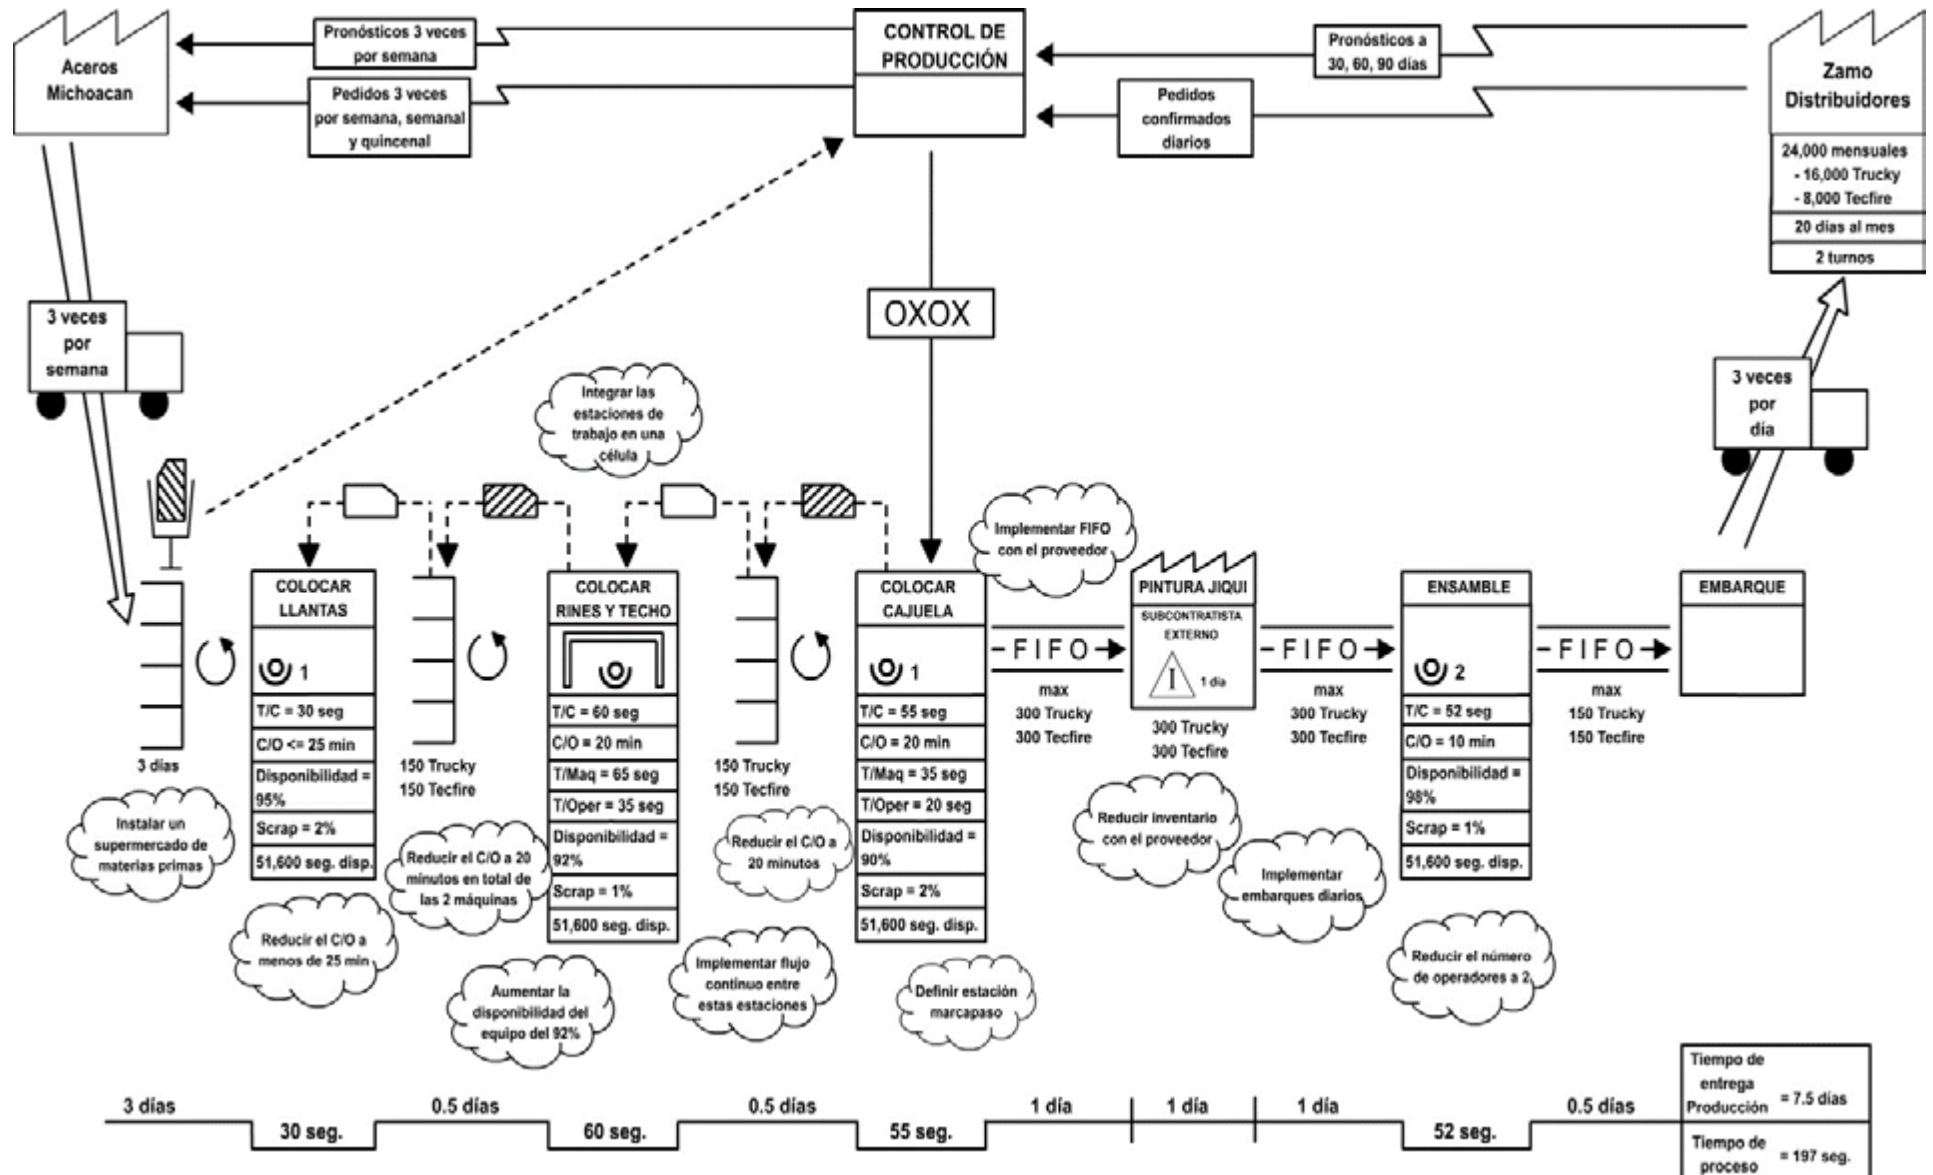 Aceros
Michoacan
Pronósticos 3 veces
por semana
Pedidos 3 veces
por semana, semanal
y quincenal
CONTROL DE
PRODUCCIÓN
Pronósticos a
30, 60, 90 días
Pedidos
confirmados
diarios
Zamo
Distribuidores
24,000 mensuales
- 16,000 Trucky
- 8,000 Tecfire
20 días al mes
2 turnos
3 veces
por
semana
OXOX
3 veces
por
día
Integrar las
estaciones de
trabajo en una
célula
Implementar FIFO
con el proveedor
3 días
Instalar un
supermercado de
materias primas
COLOCAR
LLANTAS
1
T/C = 30 seg
C/O <= 25 min
Disponibilidad =
95%
Scrap = 2%
51,600 seg. disp.
Reducir el C/O a
menos de 25 min
150 Trucky
150 Tecfire
Reducir el C/O a 20
minutos en total de
las 2 máquinas
COLOCAR
RINES Y TECHO
T/C = 60 seg
C/O = 20 min
T/Maq = 65 seg
T/Oper = 35 seg
Disponibilidad =
92%
Scrap = 1%
51,600 seg. disp.
Aumentar la
disponibilidad del
equipo del 92%
150 Trucky
150 Tecfire
Reducir el C/O a
20 minutos
Implementar flujo
continuo entre
estas estaciones
COLOCAR
CAJUELA
1
T/C = 55 seg
C/O = 20 min
T/Maq = 35 seg
T/Oper = 20 seg
Disponibilidad =
90%
Scrap = 2%
51,600 seg. disp.
Definir estación
marcapaso
FIFO
max
300 Trucky
300 Tecfire
PINTURA JIQUI
SUBCONTRATISTA
EXTERNO
I
1 día
300 Trucky
300 Tecfire
Reducir inventario
con el proveedor
FIFO
max
300 Trucky
300 Tecfire
Implementar
embarques diarios
ENSAMBLE
2
T/C = 52 seg
C/O = 10 min
Disponibilidad =
98%
Scrap = 1%
51,600 seg. disp.
Reducir el número
de operadores a 2
FIFO
max
150 Trucky
150 Tecfire
EMBARQUE
3 días
30 seg.
0.5 días
60 seg.
0.5 días
55 seg.
1 día
1 día
1 día
52 seg.
0.5 días
Tiempo de
entrega
Producción = 7.5 días
Tiempo de
proceso = 197 seg.